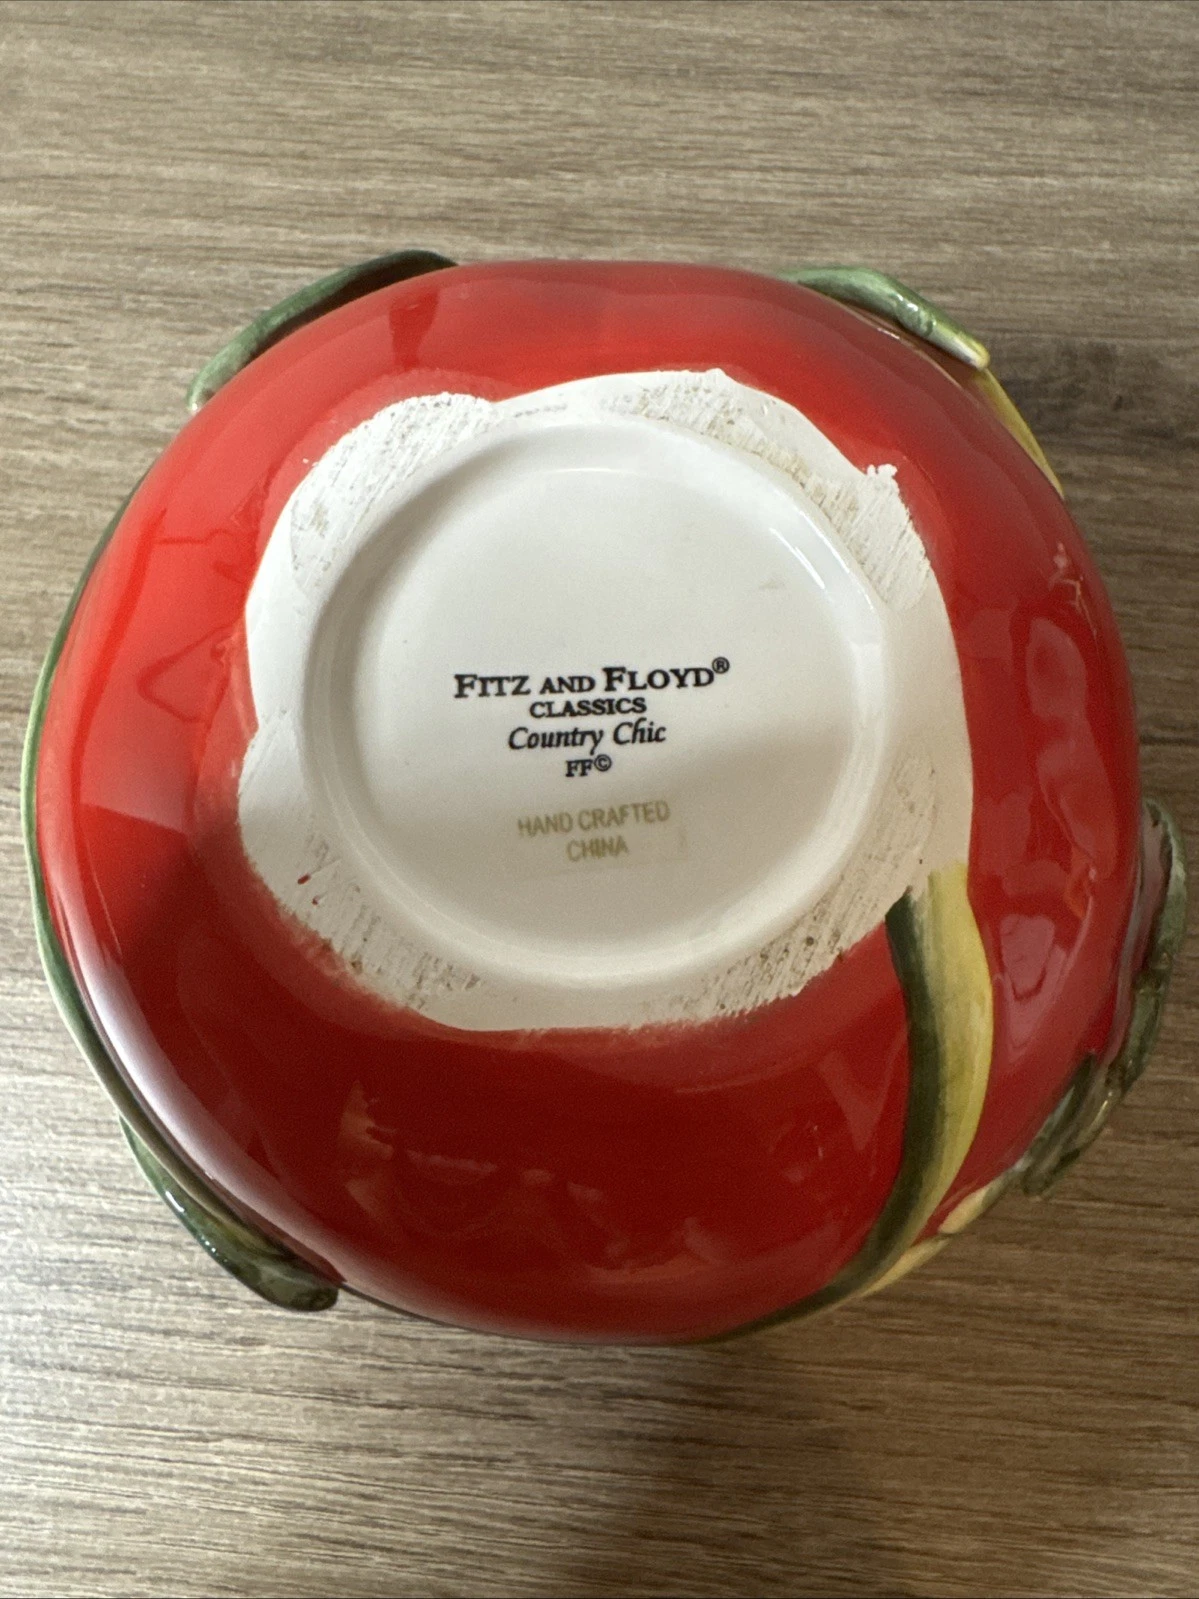 FITZ AND FLOYD®
CLASSICS
Country Chic
FF©
HAND CRAFTED
CHINA